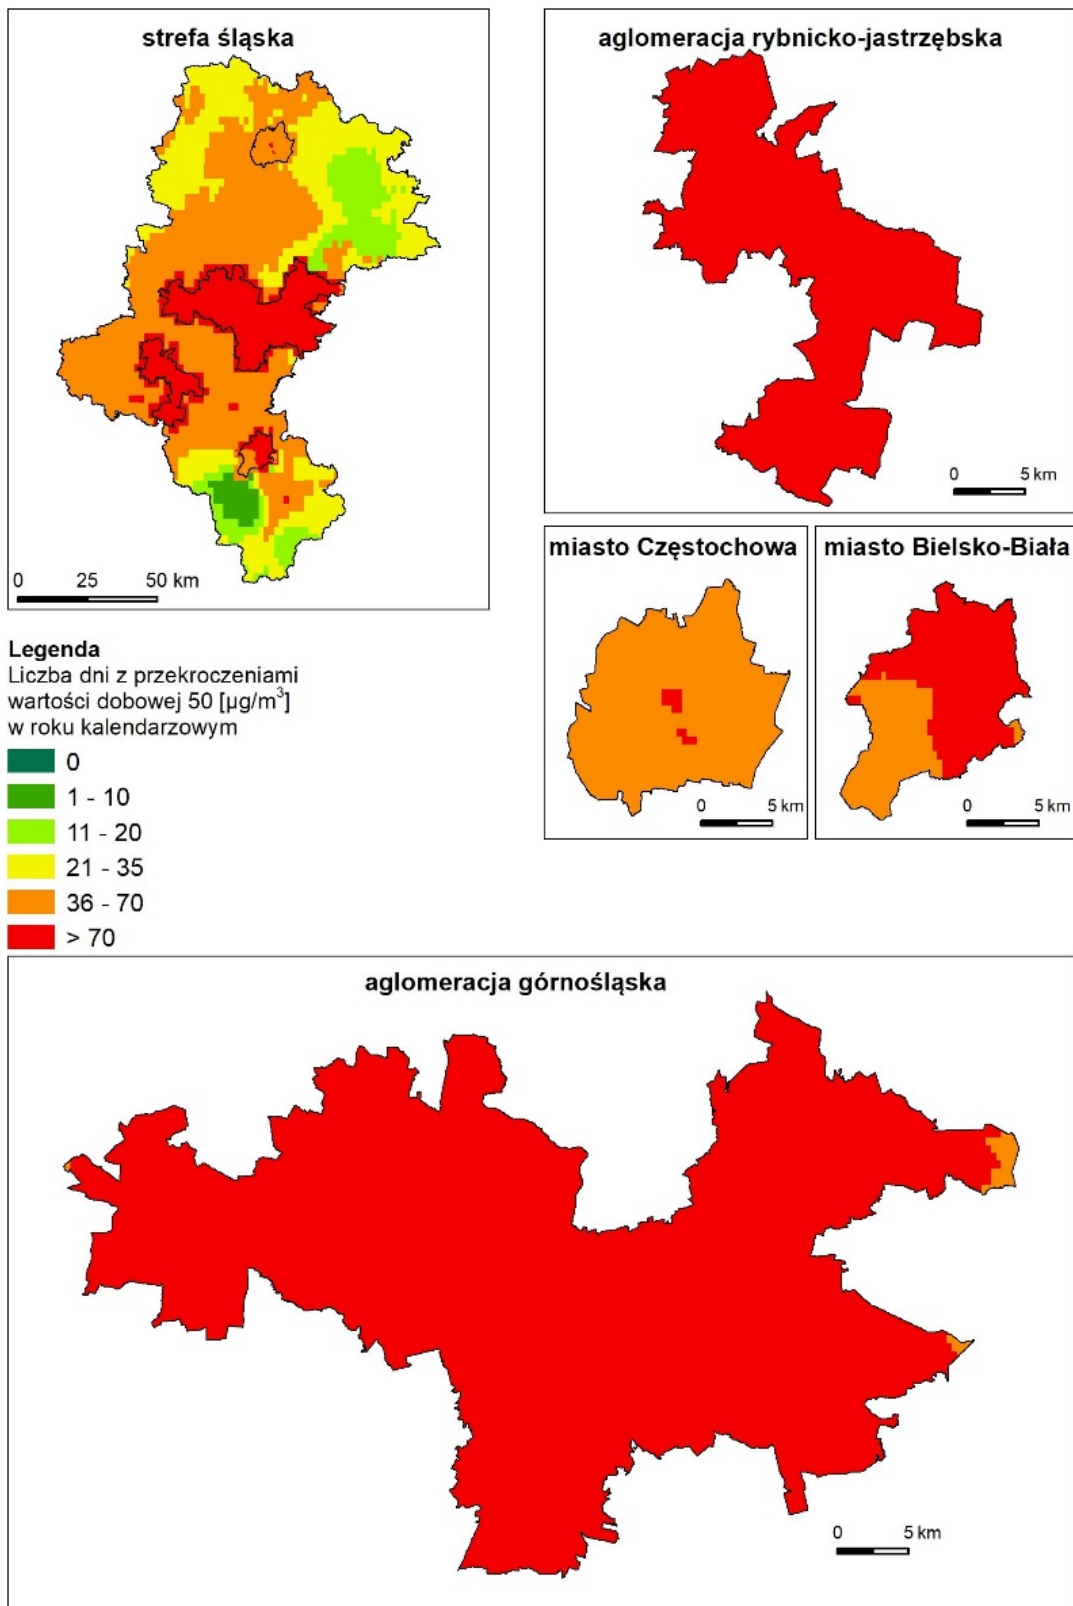 strefa śląska
0 25 50 km
aglomeracja rybnicko-jastrzębska
0 5 km
miasto Częstochowa
0 5 km
miasto Bielsko-Biała
0 5 km
Legenda
Liczba dni z przekroczeniami
wartości dobowej 50 [µg/m³]
w roku kalendarzowym
0
1 - 10
11 - 20
21 - 35
36 - 70
> 70
aglomeracja górnośląska
0 5 km